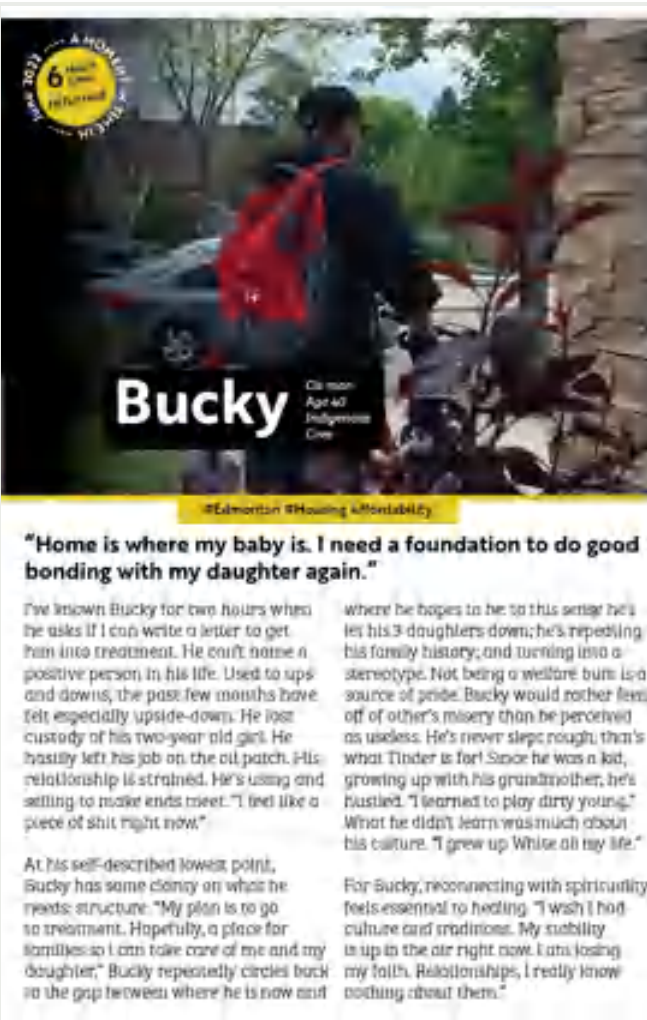 June 2022
A MOMENT
IN TIME IN
6
Bucky
Cis man
Age 40
Indigenous
Cree
#Edmonton #Housing Affordability
“Home is where my baby is. I need a foundation to do good
bonding with my daughter again.”
I've known Bucky for two hours when
he asks if I can write a letter to get
him into treatment. He can't name a
positive person in his life. Used to ups
and downs, the past few months have
felt especially upside-down. He lost
custody of his two-year old girl. He
hastily left his job on the oil patch. His
relationship is strained. He's using and
selling to make ends meet. “I feel like a
piece of shit right now.”
At his self-described lowest point,
Bucky has some clarity on what he
needs: structure. “My plan is to go
to treatment. Hopefully, a place for
families so I can take care of me and my
daughter,” Bucky repeatedly circles back
to the gap between where he is now and
where he hopes to be to this sense he's
let his 3 daughters down; he's repeating
his family history; and turning into a
stereotype. Not being a welfare bum is a
source of pride. Bucky would rather feed
off of other's misery than be perceived
as useless. He's never slept rough; that's
what Tinder is for! Since he was a kid,
growing up with his grandmother, he's
hustled. “I learned to play dirty young.”
What he didn't learn was much about
his culture. “I grew up White all my life.”
For Bucky, reconnecting with spirituality
feels essential to healing. “I wish I had
culture and traditions. My stability
is up in the air right now. I am losing
my faith. Relationships, I really know
nothing about them.”